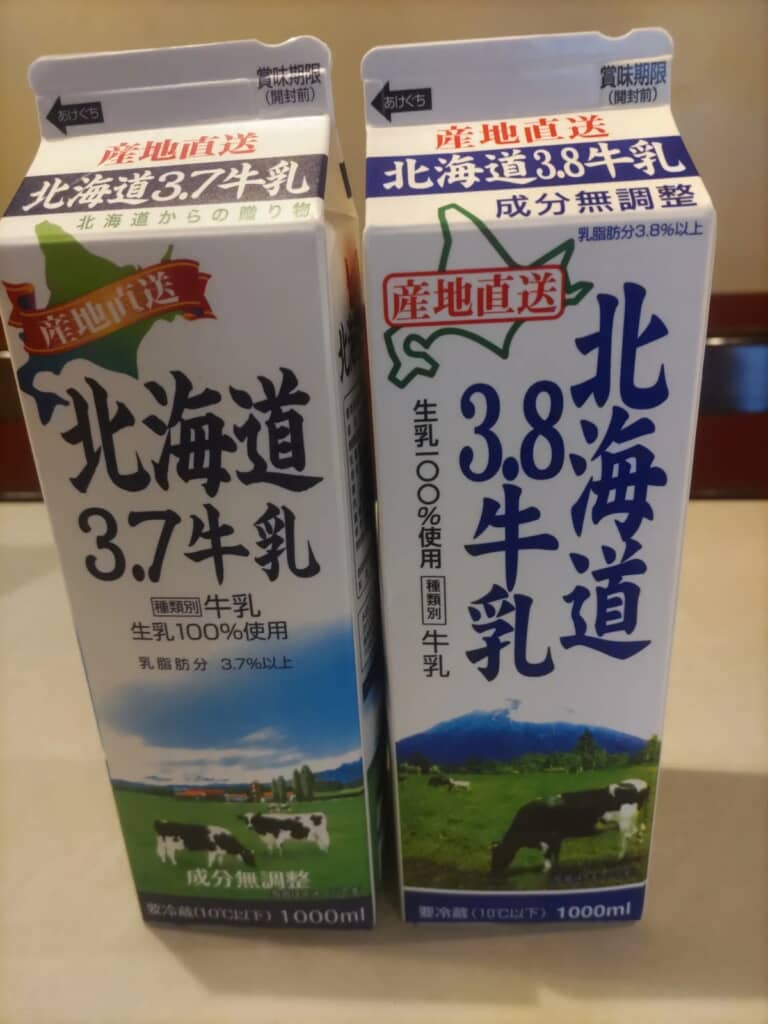 あけぐち
賞味期限
(開封前)
産地直送
北海道3.7牛乳
北海道からの贈り物
産地直送
北海道
3.7牛乳
種類別 牛乳
生乳100%使用
乳脂肪分 3.7%以上
成分無調整
要冷蔵(10℃以下) 1000ml
あけぐち
賞味期限
(開封前)
産地直送
北海道3.8牛乳
成分無調整
乳脂肪分3.8%以上
産地直送
北海道
3.8牛乳
生乳一〇〇%使用
種類別 牛乳
要冷蔵(10℃以下) 1000ml